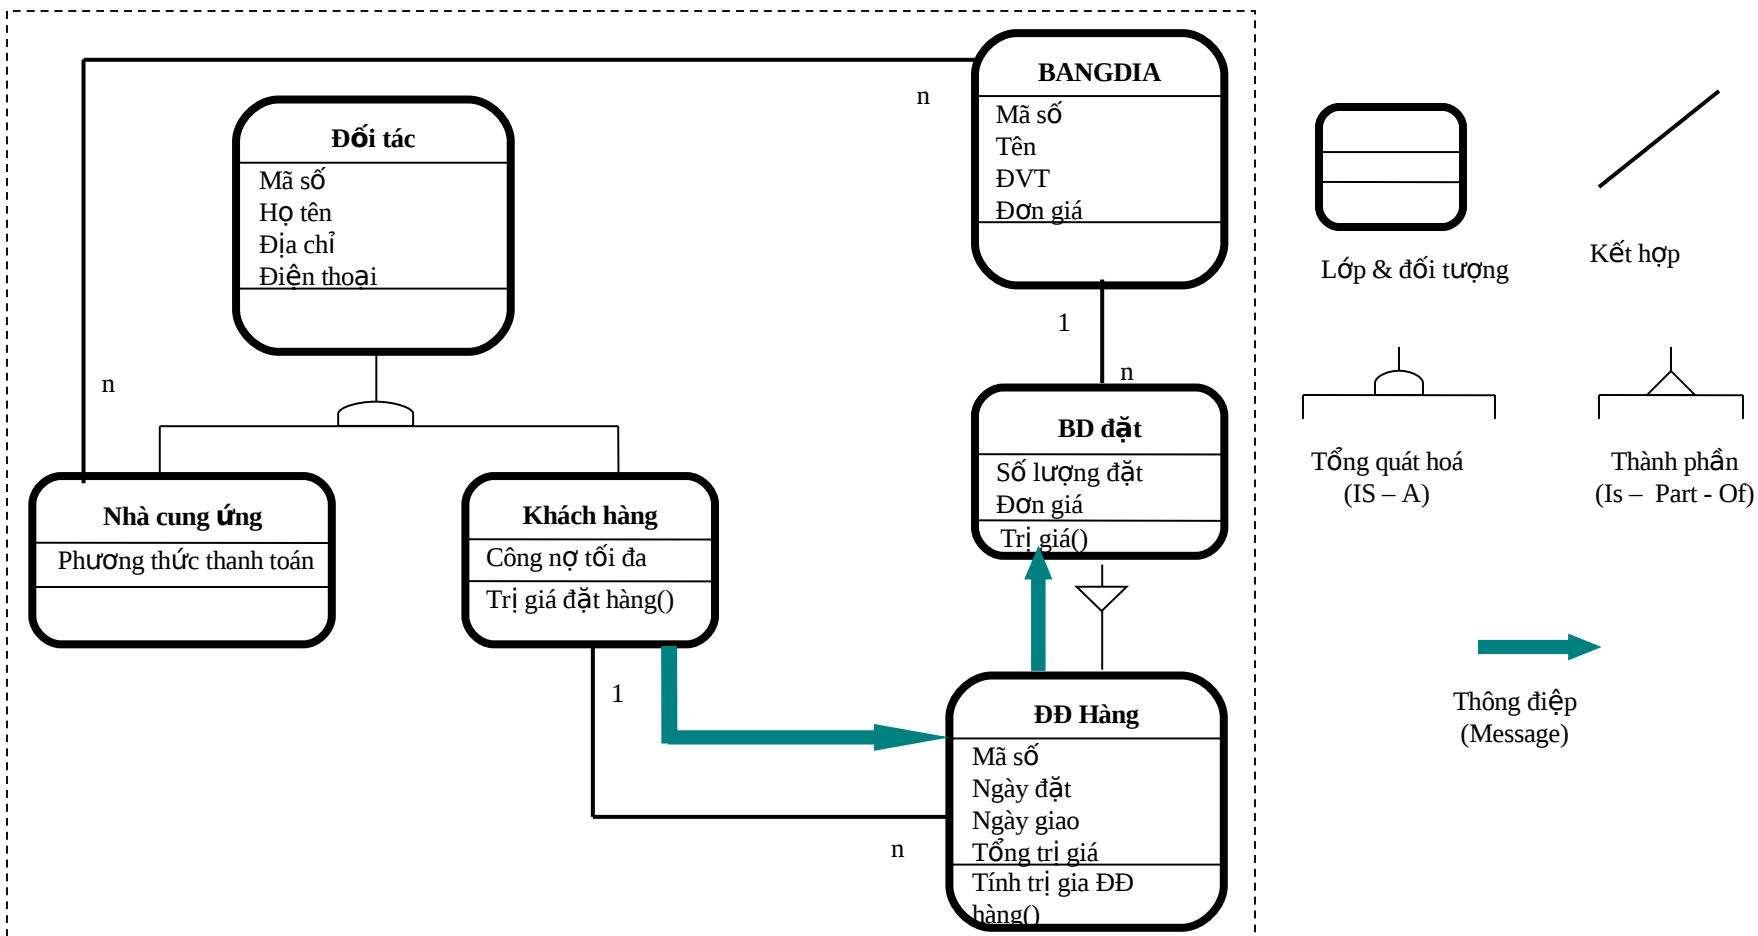 BANGDIA
Mã số
Tên
ĐVT
Đơn giá
n
Đối tác
Mã số
Họ tên
Địa chỉ
Điện thoại
n
1
n
BD đặt
Số lượng đặt
Đơn giá
Trị giá()
Nhà cung ứng
Phương thức thanh toán
Khách hàng
Công nợ tối đa
Trị giá đặt hàng()
1
n
ĐĐ Hàng
Mã số
Ngày đặt
Ngày giao
Tổng trị giá
Tính trị gia ĐĐ
hàng()
Lớp & đối tượng
Kết hợp
Tổng quát hoá
(IS – A)
Thành phần
(Is – Part - Of)
Thông điệp
(Message)